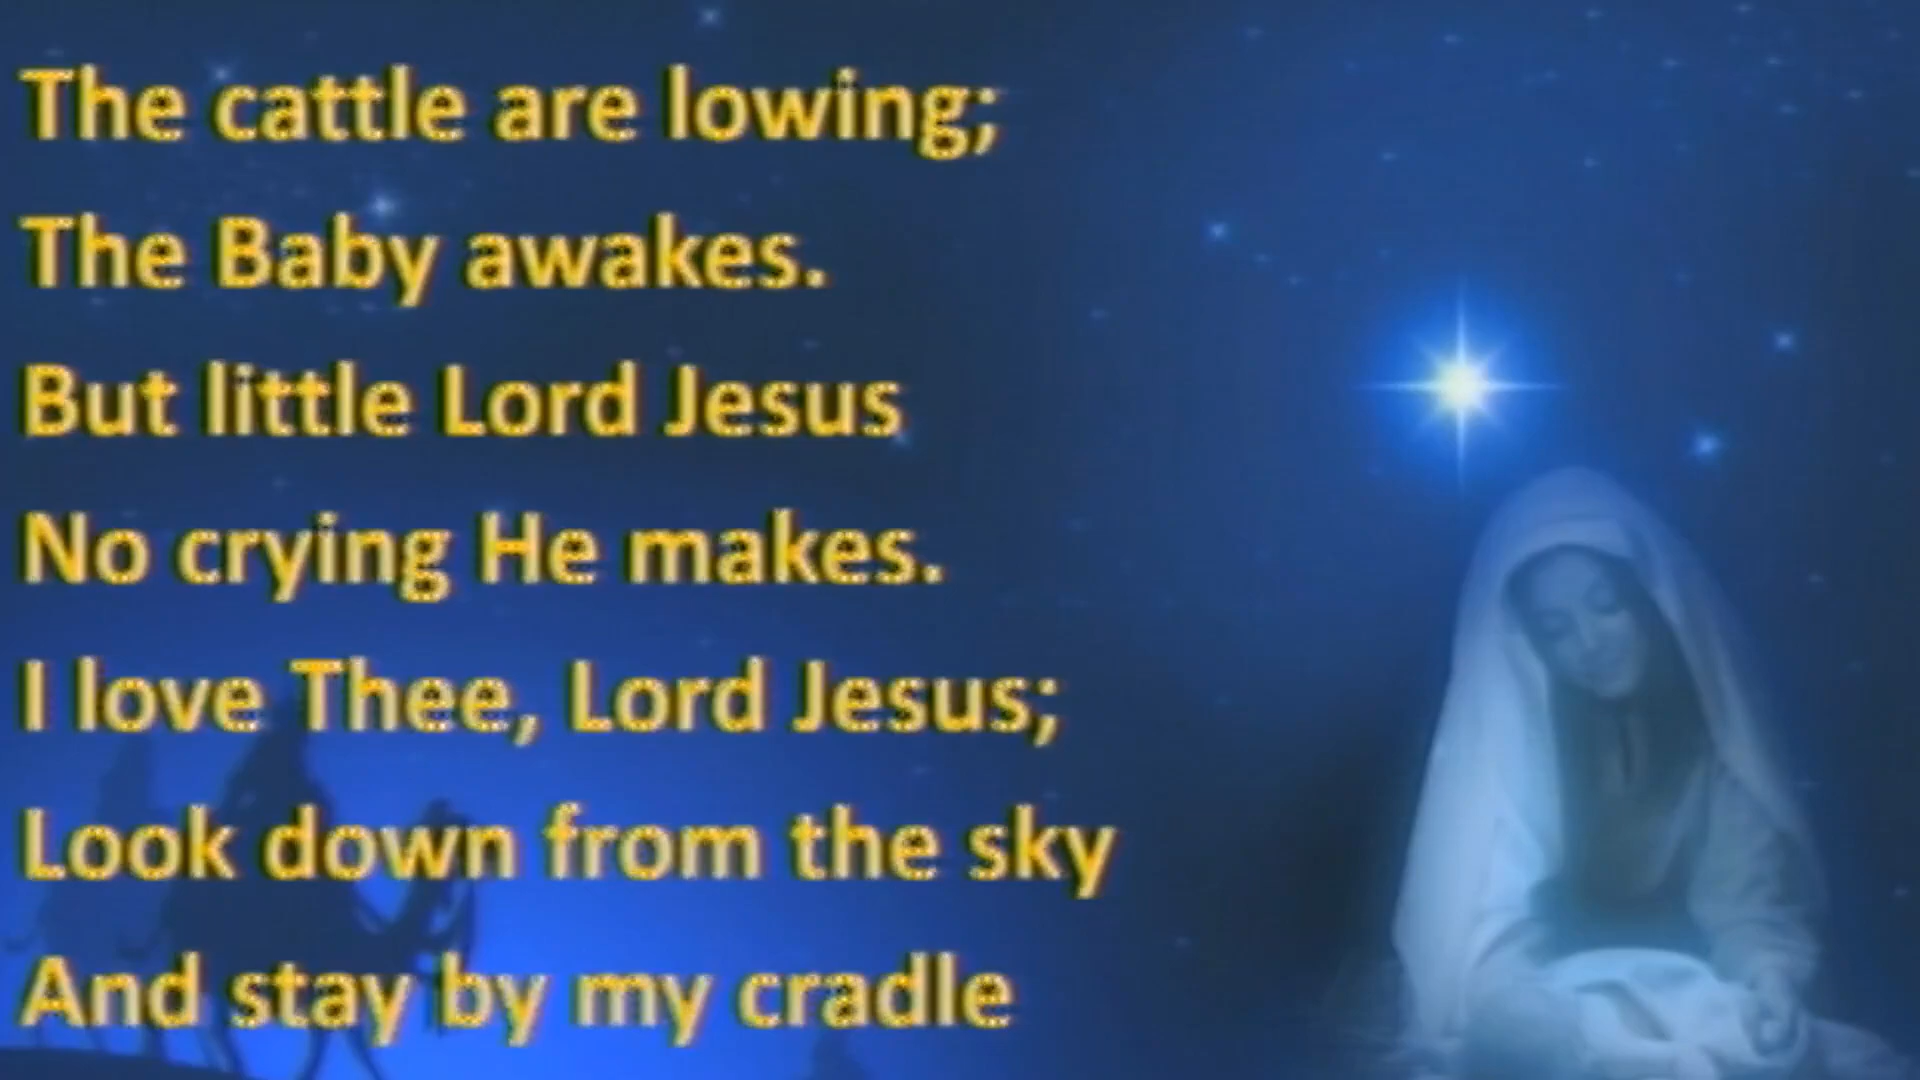 The cattle are lowing;
The Baby awakes.
But little Lord Jesus
No crying He makes.
I love Thee, Lord Jesus;
Look down from the sky
And stay by my cradle